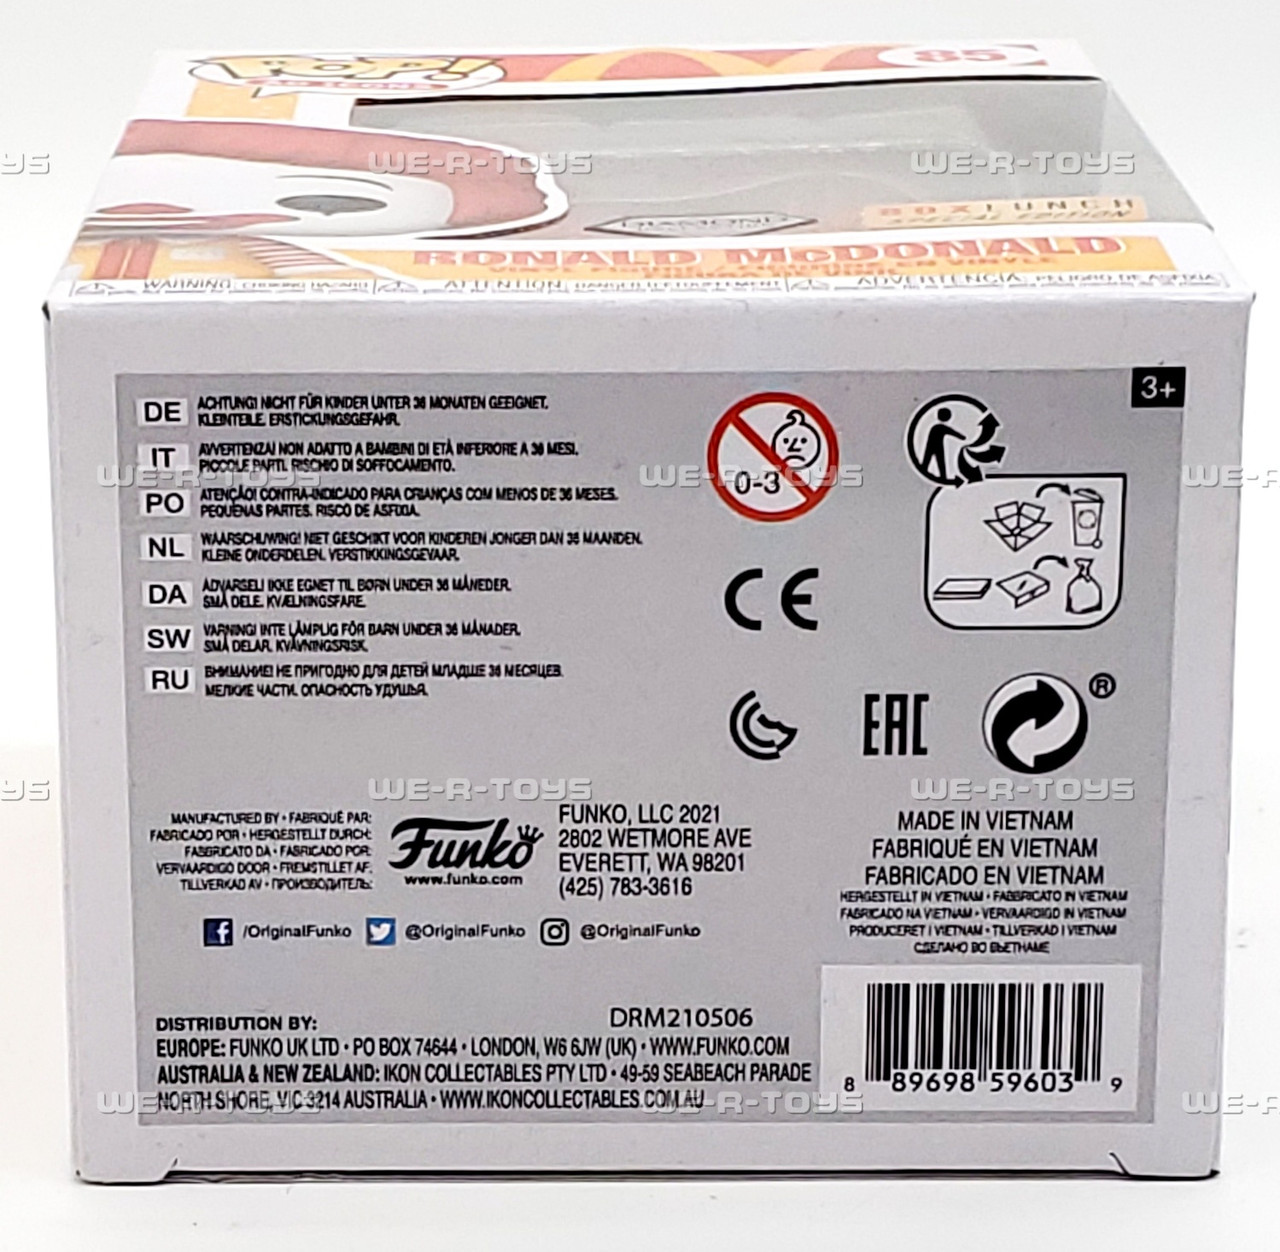 POP!
AD ICONS
85
DIAMOND
BOX LUNCH
SPECIAL EDITION
RONALD McDONALD
WARNING: CHOKING HAZARD
ATTENTION: DANGER D'ÉTOUFFEMENT
ADVERTENCIA: PELIGRO DE ASFIXIA
3+
DE ACHTUNG! NICHT FÜR KINDER UNTER 36 MONATEN GEEIGNET.
KLEINTEILE. ERSTICKUNGSGEFAHR.
IT AVVERTENZA! NON ADATTO A BAMBINI DI ETÀ INFERIORE A 36 MESI.
PICCOLE PARTI. RISCHIO DI SOFFOCAMENTO.
PO ATENÇÃO! CONTRA-INDICADO PARA CRIANÇAS COM MENOS DE 36 MESES.
PEQUENAS PARTES. RISCO DE ASFIXIA.
NL WAARSCHUWING! NIET GESCHIKT VOOR KINDEREN JONGER DAN 36 MAANDEN.
KLEINE ONDERDELEN. VERSTIKKINGSGEVAAR.
DA ADVARSEL! IKKE EGNET TIL BØRN UNDER 36 MÅNEDER.
SMÅ DELE. KVÆLNINGSFARE.
SW VARNING! INTE LÄMPLIG FÖR BARN UNDER 36 MÅNADER.
SMÅ DELAR. KVÄVNINGSRISK.
RU ВНИМАНИЕ! НЕ ПРИГОДНО ДЛЯ ДЕТЕЙ МЛАДШЕ 36 МЕСЯЦЕВ.
МЕЛКИЕ ЧАСТИ. ОПАСНОСТЬ УДУШЬЯ.
0-3
CE
EAC
®
MANUFACTURED BY • FABRIQUÉ PAR:
FABRICADO POR • HERGESTELLT DURCH:
FABBRICATO DA • FABRICADO POR:
VERVAARDIGD DOOR • FREMSTILLET AF:
TILLVERKAD AV • ПРОИЗВОДИТЕЛЬ:
Funko
www.funko.com
FUNKO, LLC 2021
2802 WETMORE AVE
EVERETT, WA 98201
(425) 783-3616
/OriginalFunko @OriginalFunko @OriginalFunko
MADE IN VIETNAM
FABRIQUÉ EN VIETNAM
FABRICADO EN VIETNAM
HERGESTELLT IN VIETNAM • FABBRICATO IN VIETNAM
FABRICADO NA VIETNAM • VERVAARDIGD IN VIETNAM
PRODUCERET I VIETNAM • TILLVERKAD I VIETNAM
СДЕЛАНО ВО ВЬЕТНАМЕ
DISTRIBUTION BY:
DRM210506
EUROPE: FUNKO UK LTD • PO BOX 74644 • LONDON, W6 6JW (UK) • WWW.FUNKO.COM
AUSTRALIA & NEW ZEALAND: IKON COLLECTABLES PTY LTD • 49-59 SEABEACH PARADE
NORTH SHORE, VIC 3214 AUSTRALIA • WWW.IKONCOLLECTABLES.COM.AU
8 89698 59603 9
WE-R-TOYS